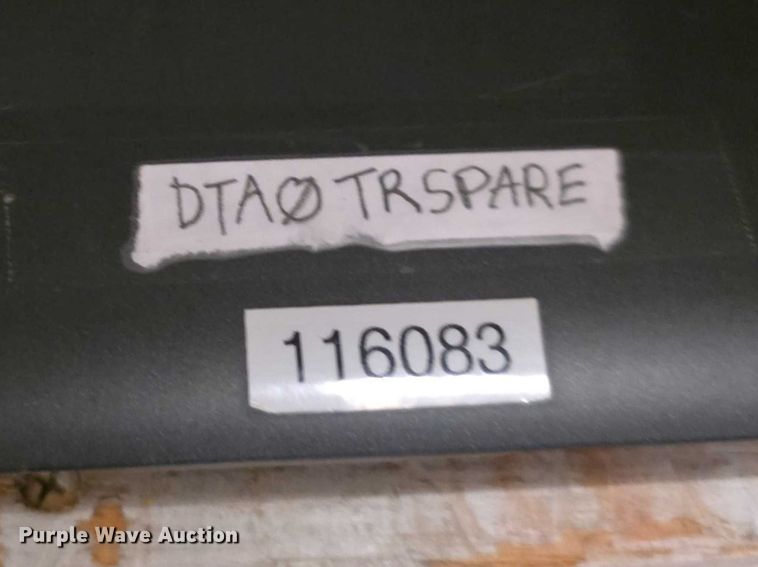 DTAØ TRSPARE
116083
Purple Wave Auction